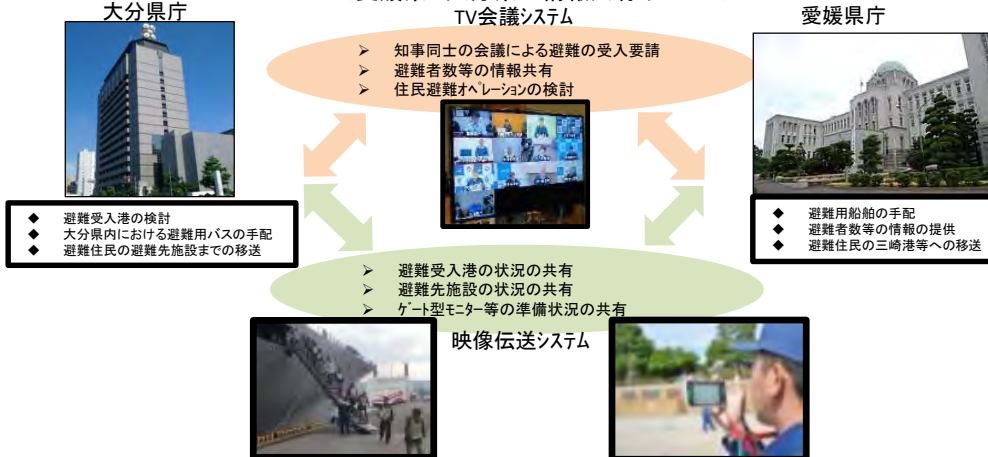 大分県庁
TV会議システム
愛媛県庁
➢ 知事同士の会議による避難の受入要請
➢ 避難者数等の情報共有
➢ 住民避難ｵﾍﾟﾚｰｼｮﾝの検討
◆ 避難受入港の検討
◆ 大分県内における避難用バスの手配
◆ 避難住民の避難先施設までの移送
◆ 避難用船舶の手配
◆ 避難者数等の情報の提供
◆ 避難住民の三崎港等への移送
➢ 避難受入港の状況の共有
➢ 避難先施設の状況の共有
➢ ｹﾞｰﾄ型ﾓﾆﾀｰ等の準備状況の共有
映像伝送システム